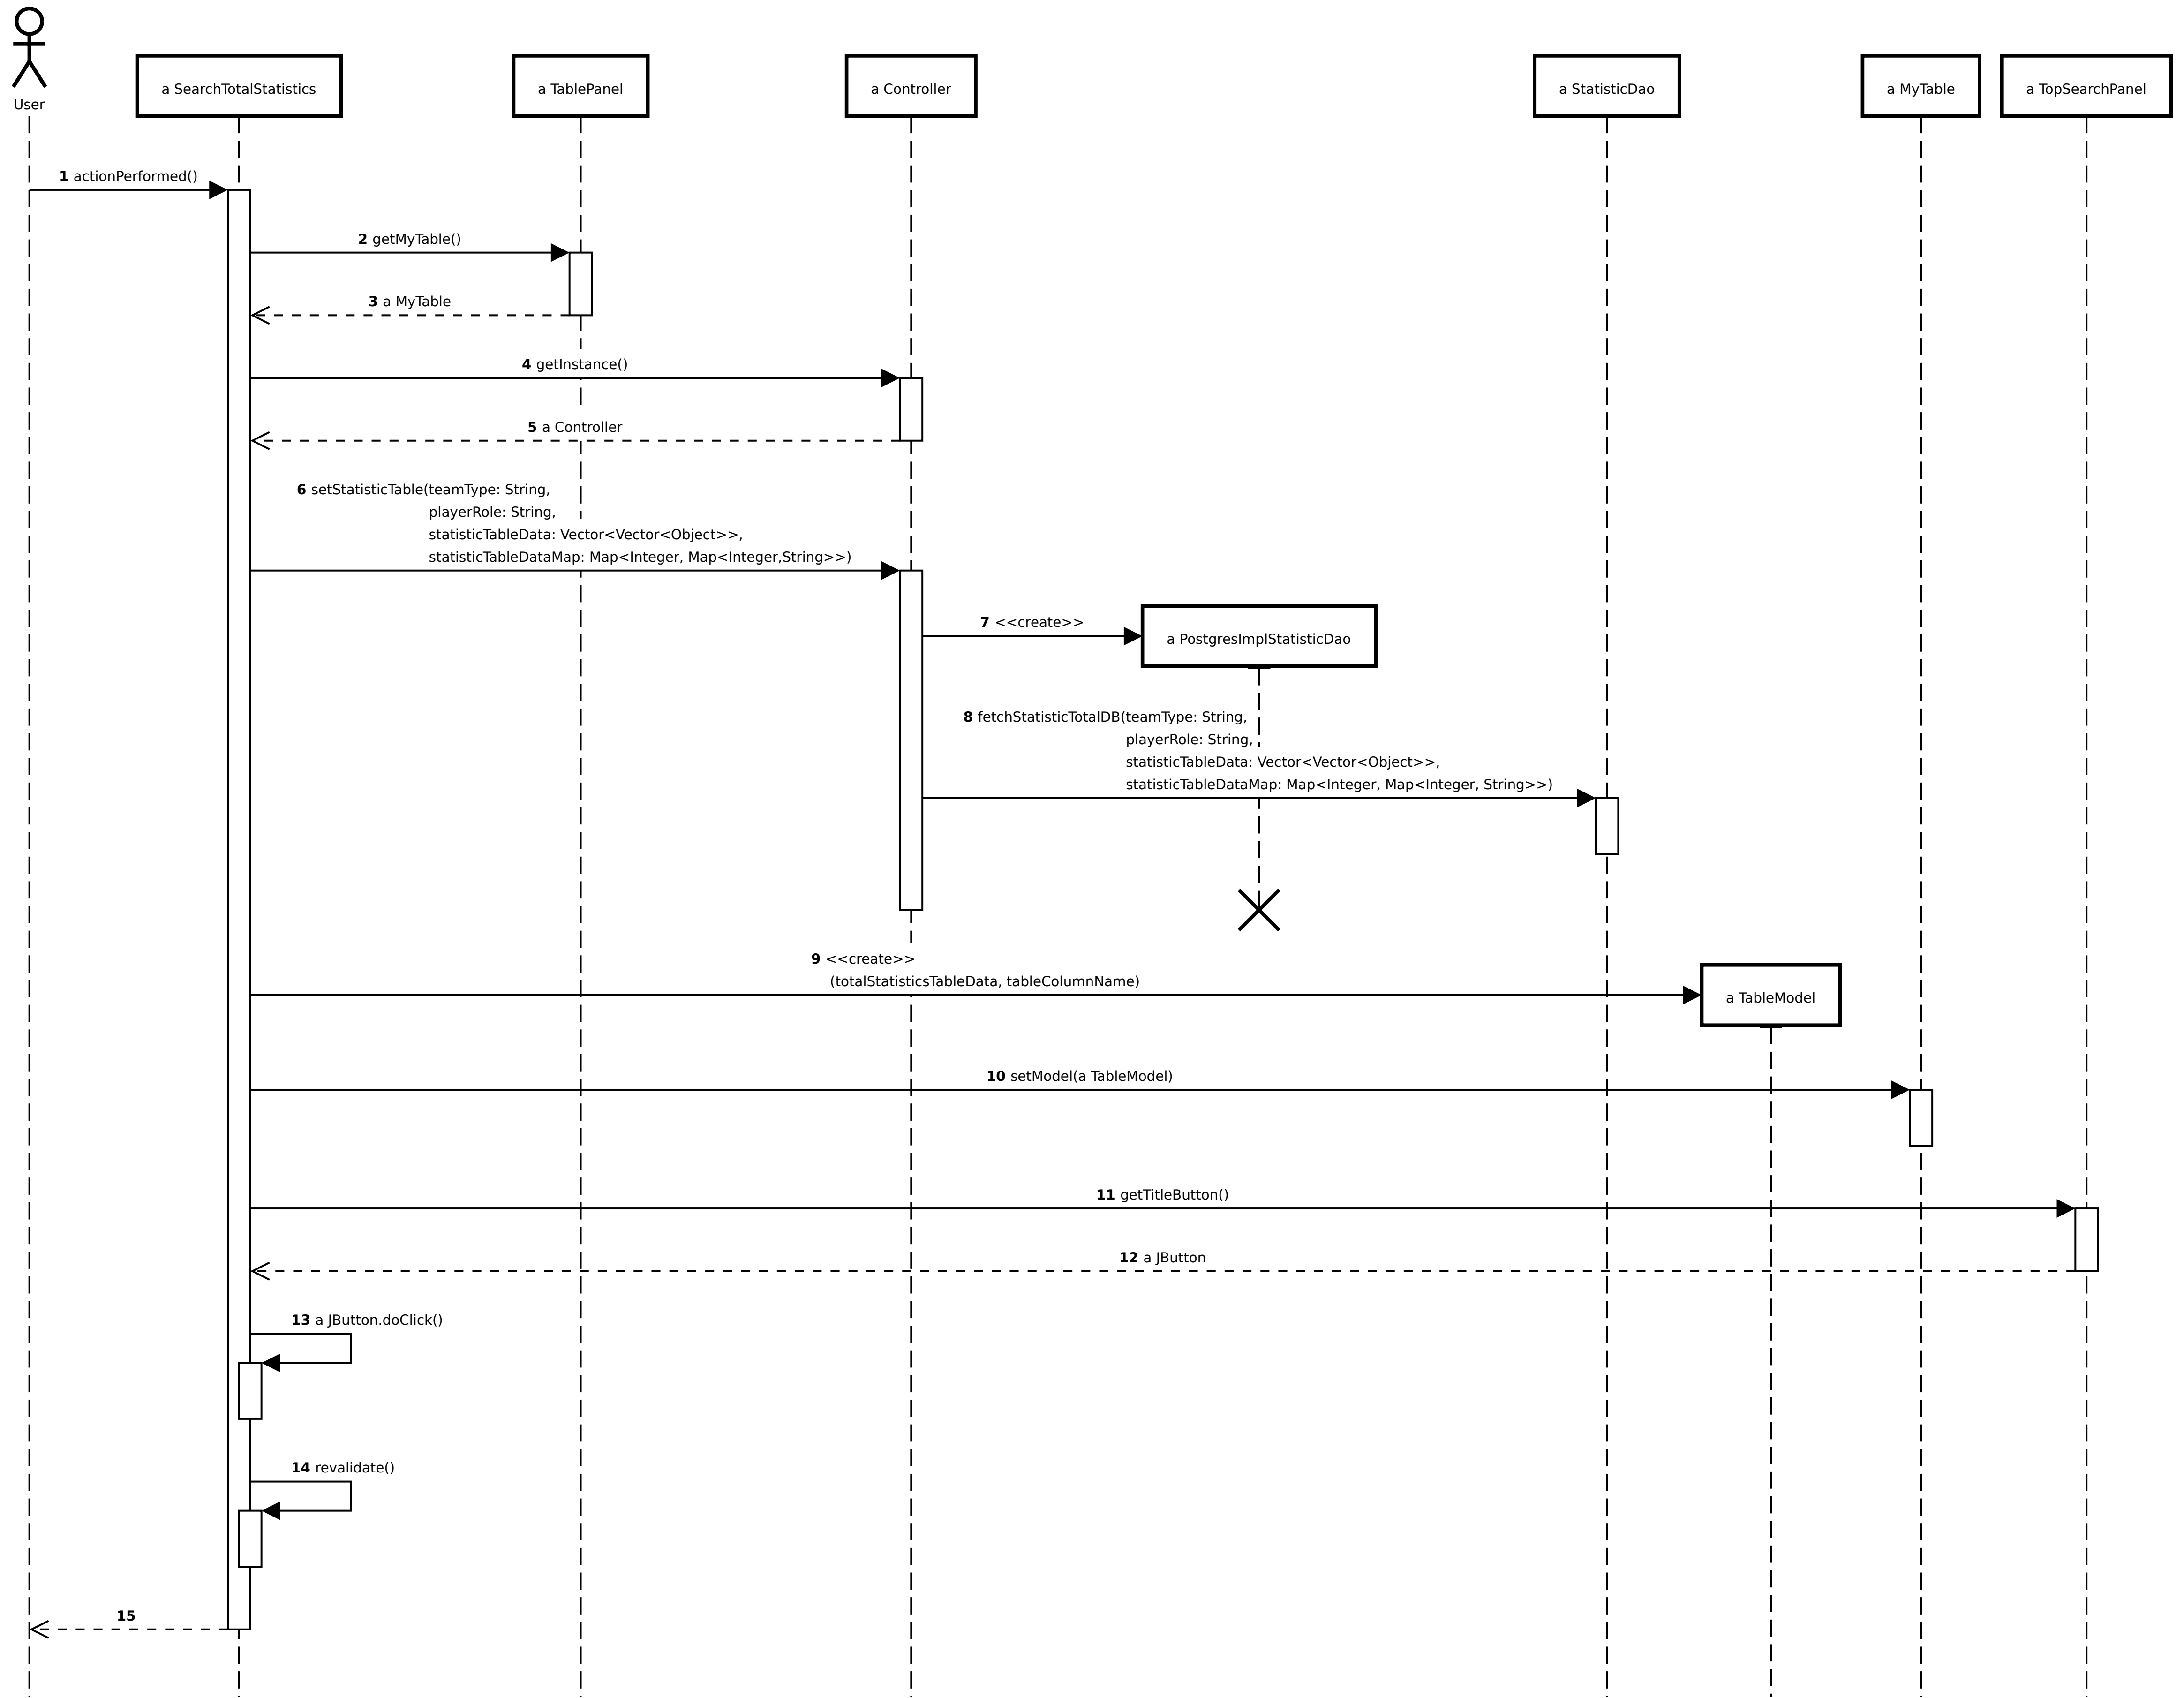 User
a SearchTotalStatistics
a TablePanel
a Controller
a StatisticDao
a MyTable
a TopSearchPanel
1 actionPerformed()
2 getMyTable()
3 a MyTable
4 getInstance()
5 a Controller
6 setStatisticTable(teamType: String,
playerRole: String,
statisticTableData: Vector<Vector<Object>>,
statisticTableDataMap: Map<Integer, Map<Integer,String>>)
7 <<create>>
a PostgresImplStatisticDao
8 fetchStatisticTotalDB(teamType: String,
playerRole: String,
statisticTableData: Vector<Vector<Object>>,
statisticTableDataMap: Map<Integer, Map<Integer, String>>)
9 <<create>>
(totalStatisticsTableData, tableColumnName)
a TableModel
10 setModel(a TableModel)
11 getTitleButton()
12 a JButton
13 a JButton.doClick()
14 revalidate()
15